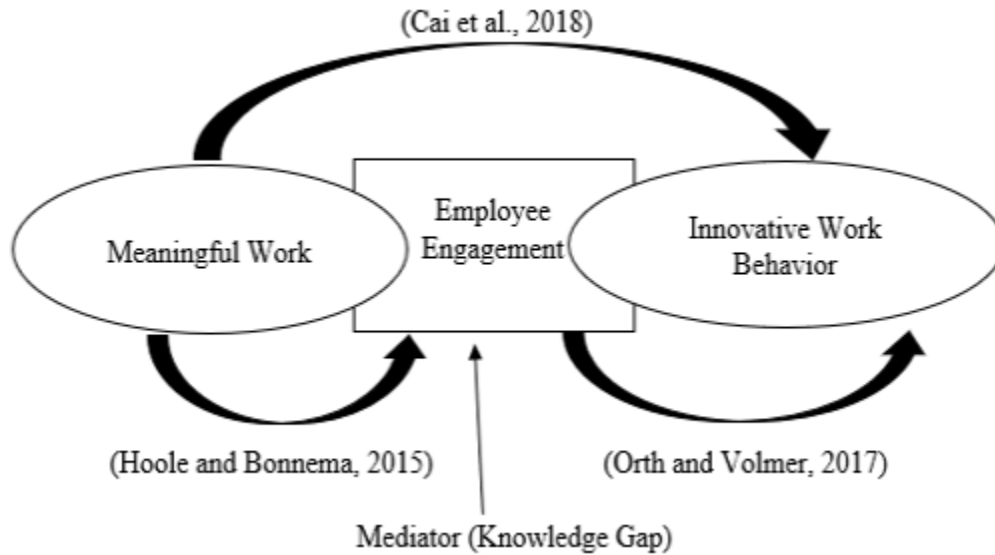 (Cai et al., 2018)
Meaningful Work
Employee
Engagement
Innovative Work
Behavior
(Hoole and Bonnema, 2015)
(Orth and Volmer, 2017)
Mediator (Knowledge Gap)